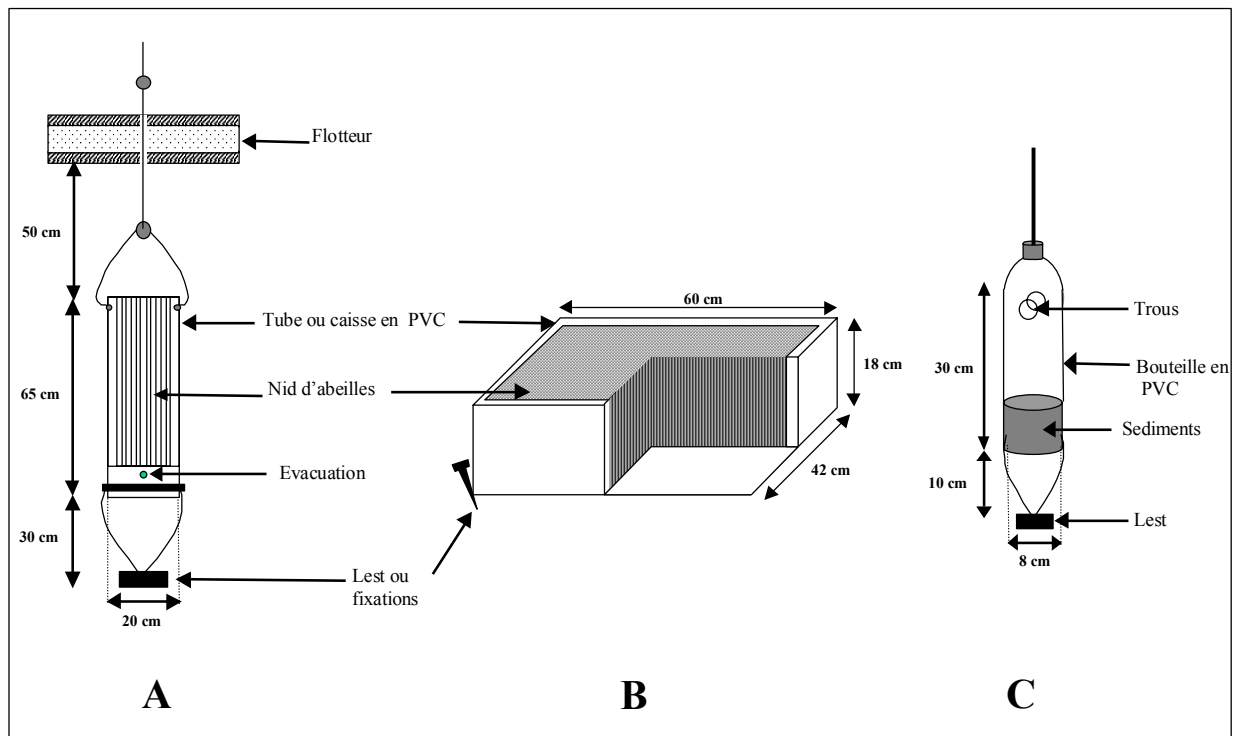 Flotteur
50 cm
Tube ou caisse en PVC
Nid d'abeilles
65 cm
Evacuation
30 cm
Lest ou
fixations
20 cm
60 cm
18 cm
42 cm
Trous
30 cm
Bouteille en
PVC
Sediments
10 cm
Lest
8 cm
A
B
C